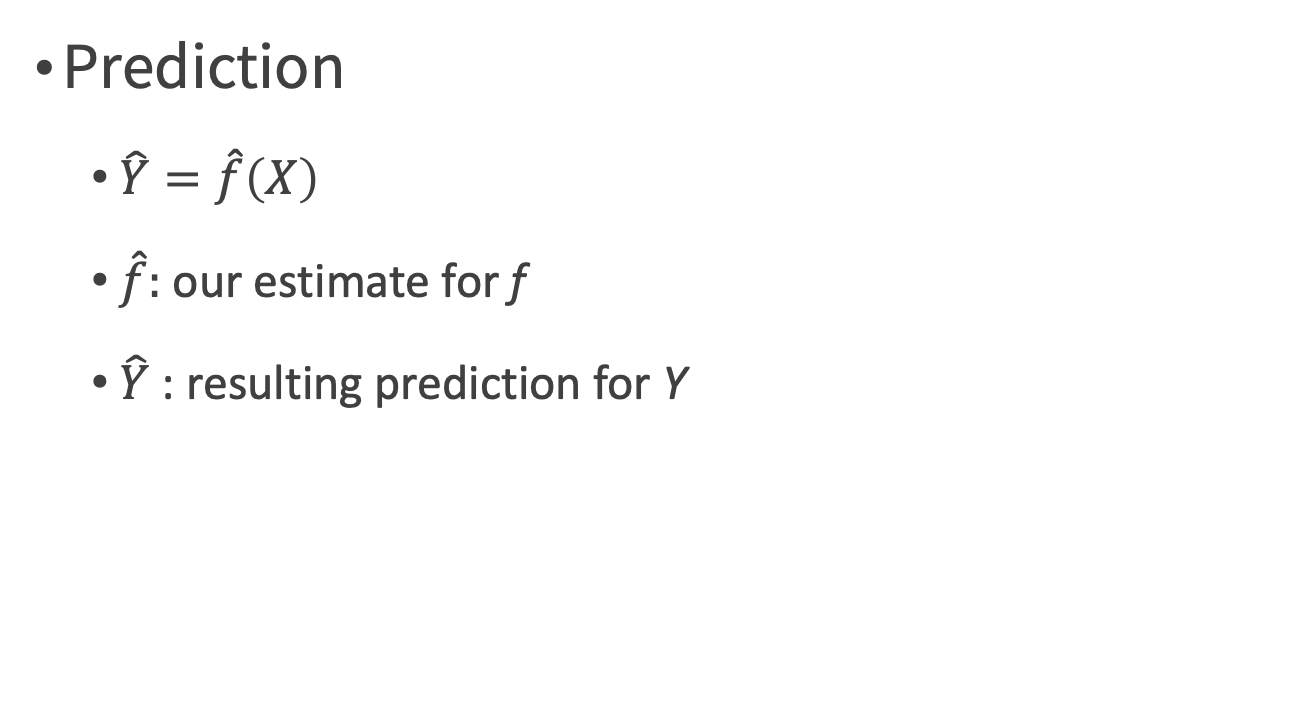 • Prediction
• Ŷ = f̂(X)
• f̂: our estimate for f
• Ŷ : resulting prediction for Y